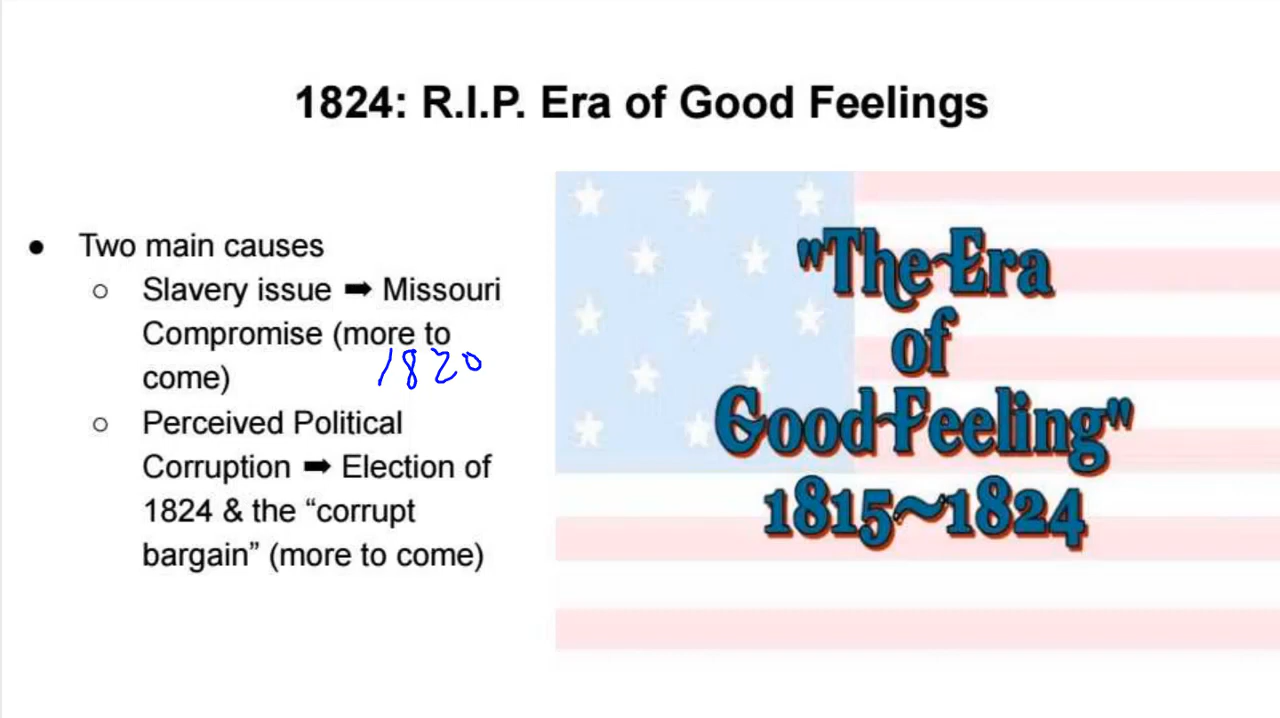 1824: R.I.P. Era of Good Feelings
● Two main causes
○ Slavery issue ➡ Missouri
Compromise (more to
come)
1820
○ Perceived Political
Corruption ➡ Election of
1824 & the “corrupt
bargain” (more to come)
"The Era
of
Good Feeling"
1815~1824